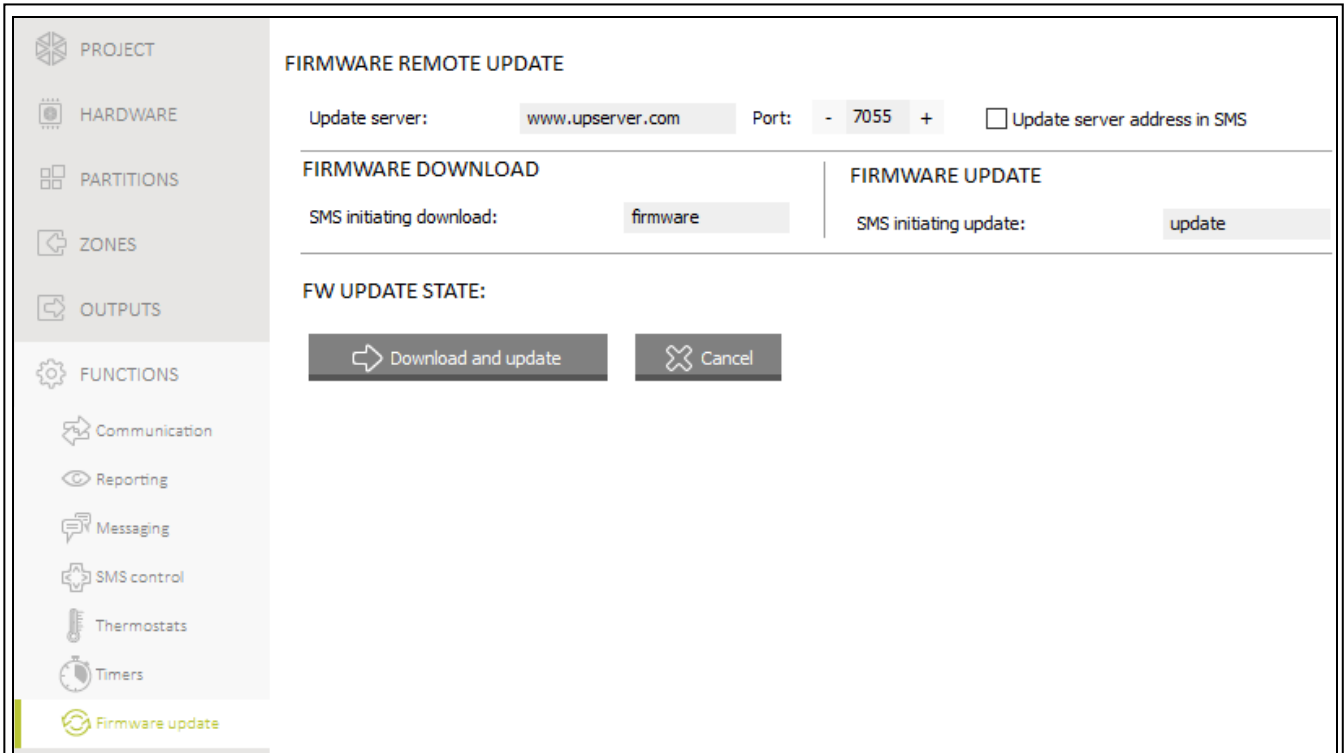 PROJECT
HARDWARE
PARTITIONS
ZONES
OUTPUTS
FUNCTIONS
Communication
Reporting
Messaging
SMS control
Thermostats
Timers
Firmware update
FIRMWARE REMOTE UPDATE
Update server: www.upserver.com Port: - 7055 + Update server address in SMS
FIRMWARE DOWNLOAD
SMS initiating download: firmware
FIRMWARE UPDATE
SMS initiating update: update
FW UPDATE STATE:
Download and update Cancel